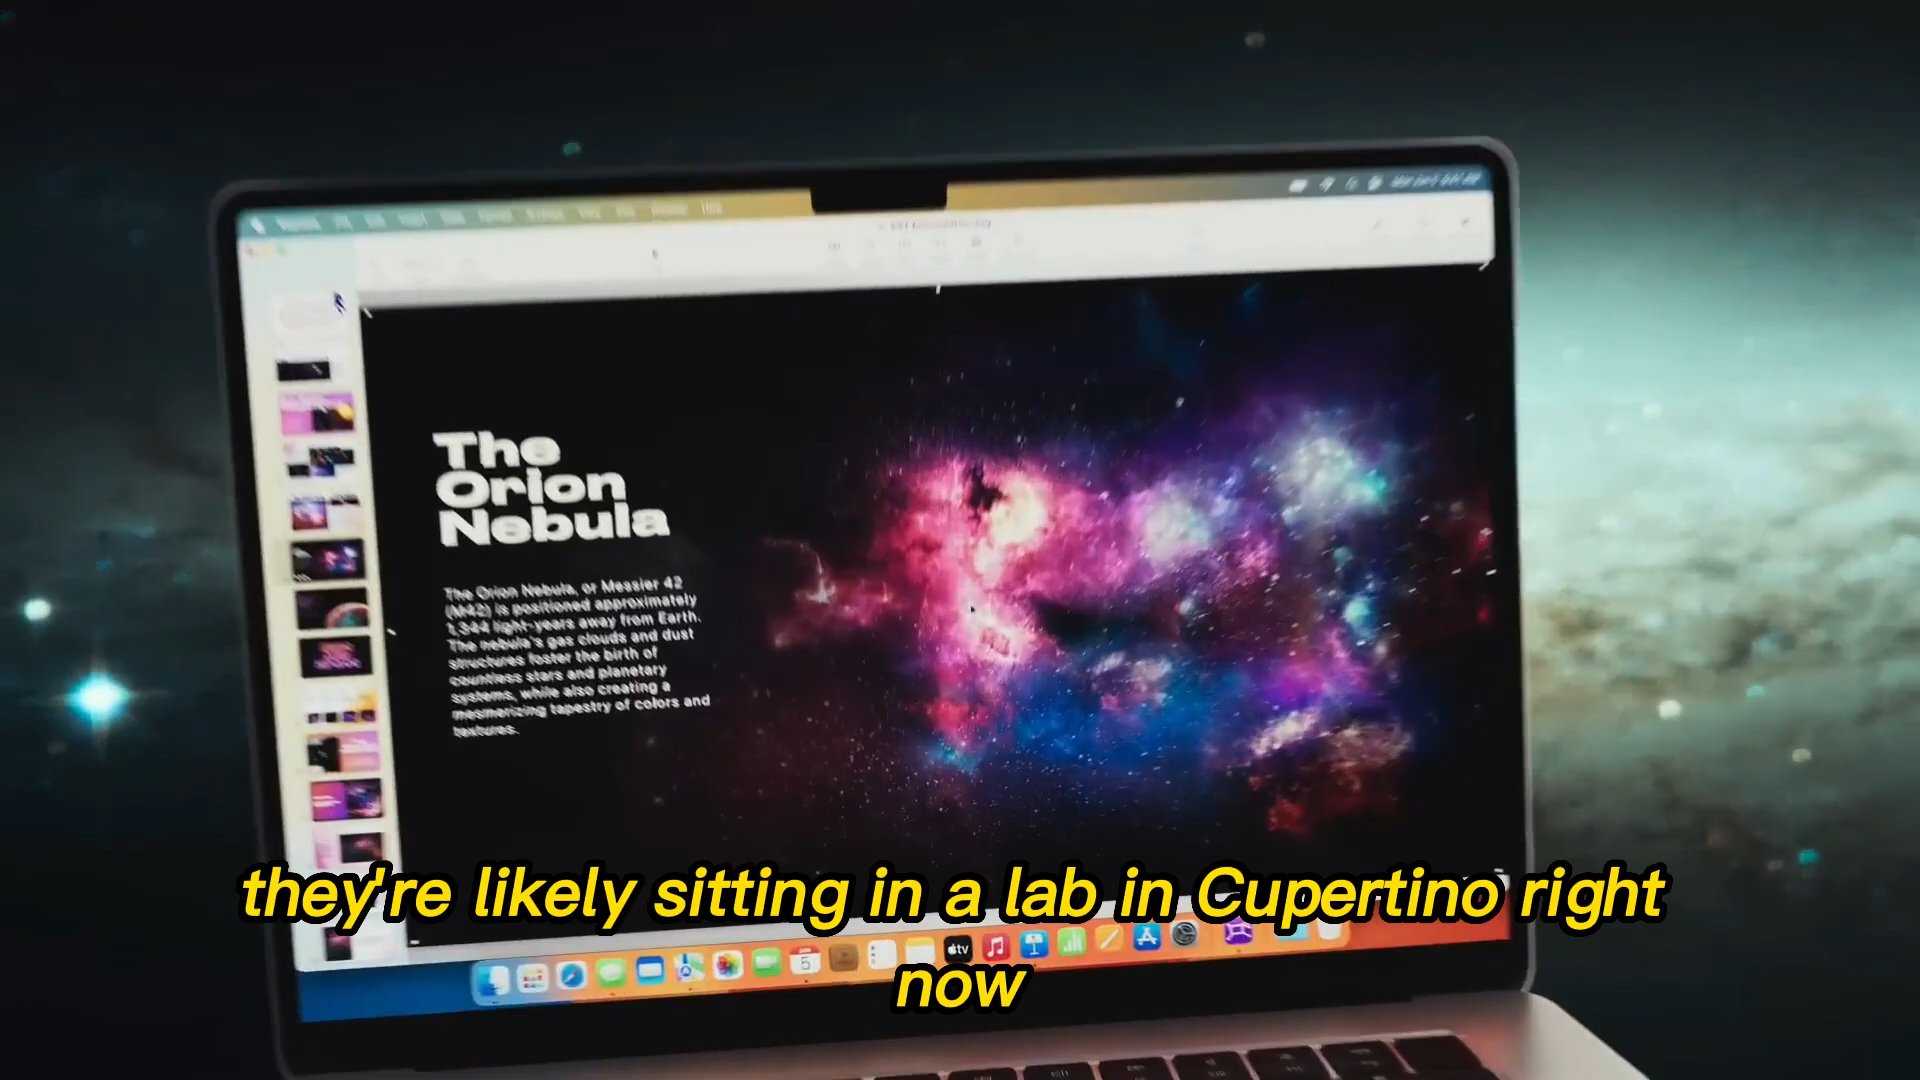 The
Orion
Nebula
The Orion Nebula, or Messier 42
(M42) is positioned approximately
1,344 light-years away from Earth.
The nebula's gas clouds and dust
structures foster the birth of
countless stars and planetary
systems, while also creating a
mesmerizing tapestry of colors and
textures.
they're likely sitting in a lab in Cupertino right
now
tv
5